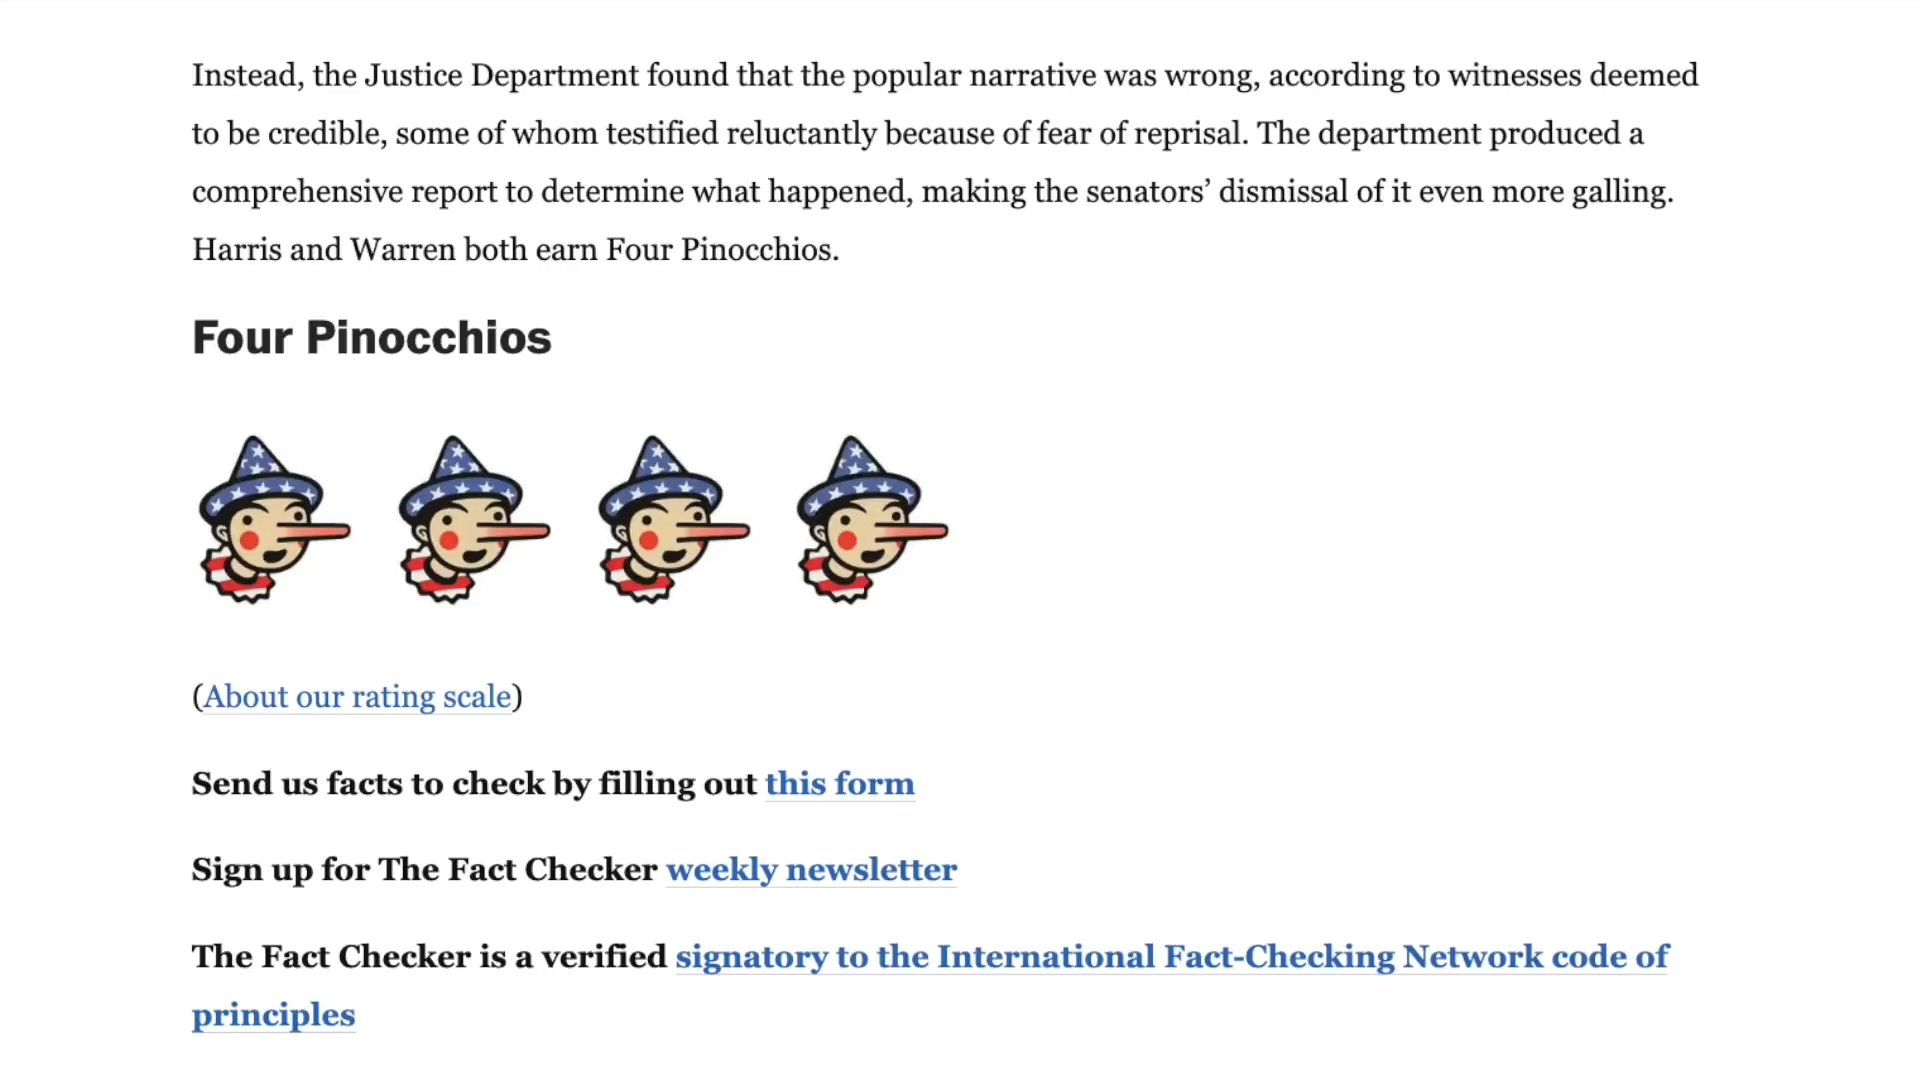 Instead, the Justice Department found that the popular narrative was wrong, according to witnesses deemed
to be credible, some of whom testified reluctantly because of fear of reprisal. The department produced a
comprehensive report to determine what happened, making the senators’ dismissal of it even more galling.
Harris and Warren both earn Four Pinocchios.
Four Pinocchios
(About our rating scale)
Send us facts to check by filling out this form
Sign up for The Fact Checker weekly newsletter
The Fact Checker is a verified signatory to the International Fact-Checking Network code of
principles